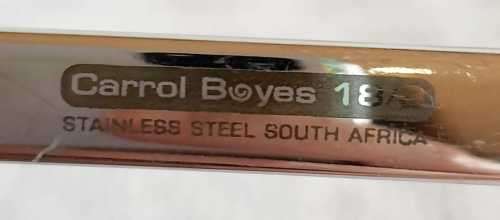 Carrol Boyes 18/
STAINLESS STEEL SOUTH AFRICA